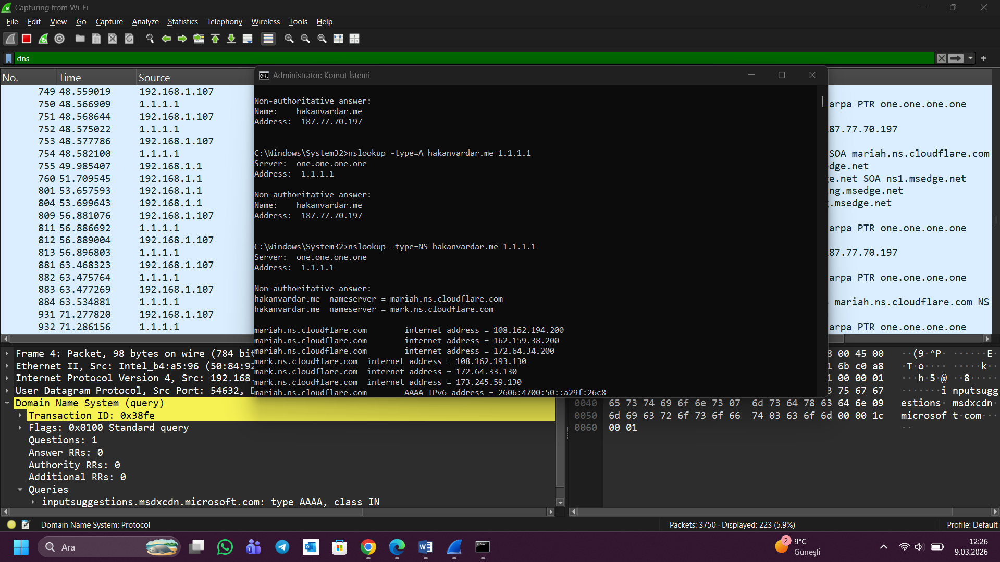 Capturing from Wi-Fi
File Edit View Go Capture Analyze Statistics Telephony Wireless Tools Help
dns
No. Time Source
749 48.559019 192.168.1.107
750 48.566909 1.1.1.1 arpa PTR one.one.one.one
751 48.568644 192.168.1.107
752 48.575022 1.1.1.1 87.77.70.197
753 48.577786 192.168.1.107
754 48.582100 1.1.1.1 SOA mariah.ns.cloudflare.com
755 49.985407 192.168.1.1 dge.net
760 51.709545 192.168.1.1 e.net SOA ns1.msedge.net
801 53.657593 192.168.1.1 ng.msedge.net
804 53.699643 192.168.1.1 .msedge.net
809 56.881076 192.168.1.107
811 56.886692 1.1.1.1 arpa PTR one.one.one.one
812 56.889004 192.168.1.107
813 56.896803 1.1.1.1 87.77.70.197
881 63.468323 192.168.1.107
882 63.475764 1.1.1.1 arpa PTR one.one.one.one
883 63.477269 192.168.1.107
884 63.534881 1.1.1.1 mariah.ns.cloudflare.com NS
931 71.277820 192.168.1.107
932 71.286156 1.1.1.1 arpa PTR one.one.one.one
Administrator: Komut İstemi
Non-authoritative answer:
Name: hakanvardar.me
Address: 187.77.70.197
C:\Windows\System32>nslookup -type=A hakanvardar.me 1.1.1.1
Server: one.one.one.one
Address: 1.1.1.1
Non-authoritative answer:
Name: hakanvardar.me
Address: 187.77.70.197
C:\Windows\System32>nslookup -type=NS hakanvardar.me 1.1.1.1
Server: one.one.one.one
Address: 1.1.1.1
Non-authoritative answer:
hakanvardar.me nameserver = mariah.ns.cloudflare.com
hakanvardar.me nameserver = mark.ns.cloudflare.com
mariah.ns.cloudflare.com internet address = 108.162.194.200
mariah.ns.cloudflare.com internet address = 162.159.38.200
mariah.ns.cloudflare.com internet address = 172.64.34.200
mark.ns.cloudflare.com internet address = 108.162.193.130
mark.ns.cloudflare.com internet address = 172.64.33.130
mark.ns.cloudflare.com internet address = 173.245.59.130
mariah.ns.cloudflare.com AAAA IPv6 address = 2606:4700:50::a29f:26c8
Frame 4: Packet, 98 bytes on wire (784 bit
Ethernet II, Src: Intel_b4:a5:96 (50:84:92
Internet Protocol Version 4, Src: 192.168.
User Datagram Protocol, Src Port: 54632, D
Domain Name System (query)
Transaction ID: 0x38fe
Flags: 0x0100 Standard query
Questions: 1
Answer RRs: 0
Authority RRs: 0
Additional RRs: 0
Queries
inputsuggestions.msdxcdn.microsoft.com: type AAAA, class IN
00 45 00 ··(9·^P· ······E·
6b c0 a8 ·T·o···· ·····k··
00 00 01 ···h·5·@ ··8·····
75 67 67 ·······i nputsugg
0040 65 73 74 69 6f 6e 73 07 6d 73 64 78 63 64 6e 09 estions· msdxcdn·
0050 6d 69 63 72 6f 73 6f 66 74 03 63 6f 6d 00 00 1c microsof t·com···
0060 00 01 ··
Domain Name System: Protocol
Packets: 3750 · Displayed: 223 (5.9%)
Profile: Default
Ara
2
9°C
Güneşli
12:26
9.03.2026